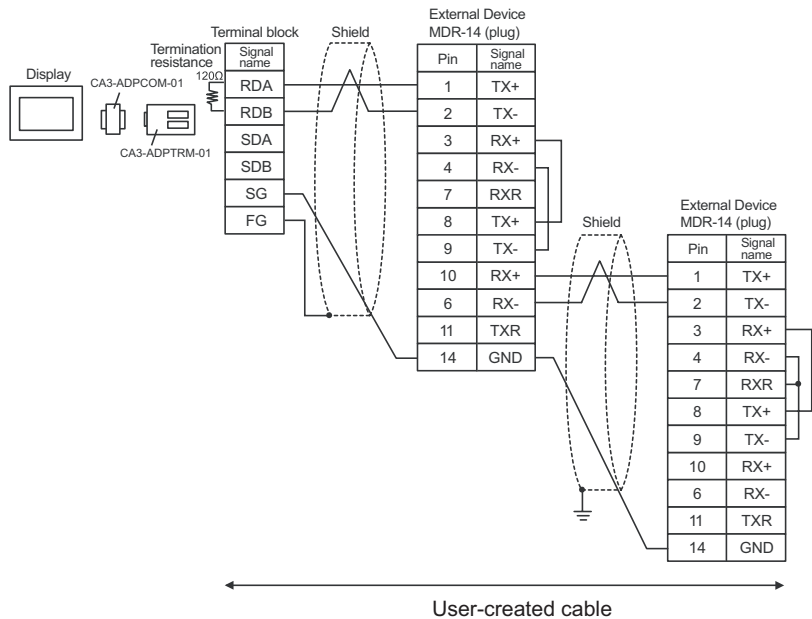 Display
CA3-ADPCOM-01
CA3-ADPTRM-01
Termination
resistance
120Ω
Terminal block
Signal
name
RDA
RDB
SDA
SDB
SG
FG
Shield
External Device
MDR-14 (plug)
Pin Signal
name
1 TX+
2 TX-
3 RX+
4 RX-
7 RXR
8 TX+
9 TX-
10 RX+
6 RX-
11 TXR
14 GND
Shield
External Device
MDR-14 (plug)
Pin Signal
name
1 TX+
2 TX-
3 RX+
4 RX-
7 RXR
8 TX+
9 TX-
10 RX+
6 RX-
11 TXR
14 GND
User-created cable